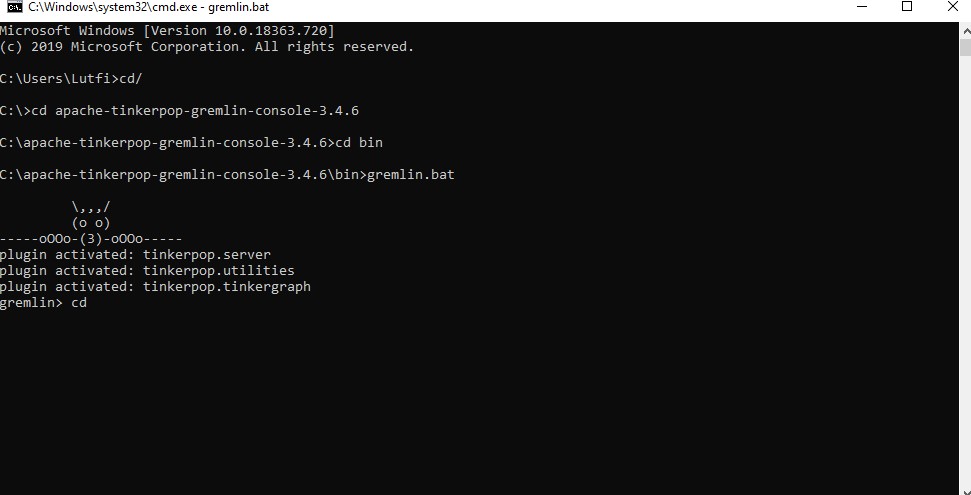 C:\Windows\system32\cmd.exe - gremlin.bat
Microsoft Windows [Version 10.0.18363.720]
(c) 2019 Microsoft Corporation. All rights reserved.
C:\Users\Lutfi>cd/
C:\>cd apache-tinkerpop-gremlin-console-3.4.6
C:\apache-tinkerpop-gremlin-console-3.4.6>cd bin
C:\apache-tinkerpop-gremlin-console-3.4.6\bin>gremlin.bat
         \,,,/
         (o o)
-----oOOo-(3)-oOOo-----
plugin activated: tinkerpop.server
plugin activated: tinkerpop.utilities
plugin activated: tinkerpop.tinkergraph
gremlin> cd